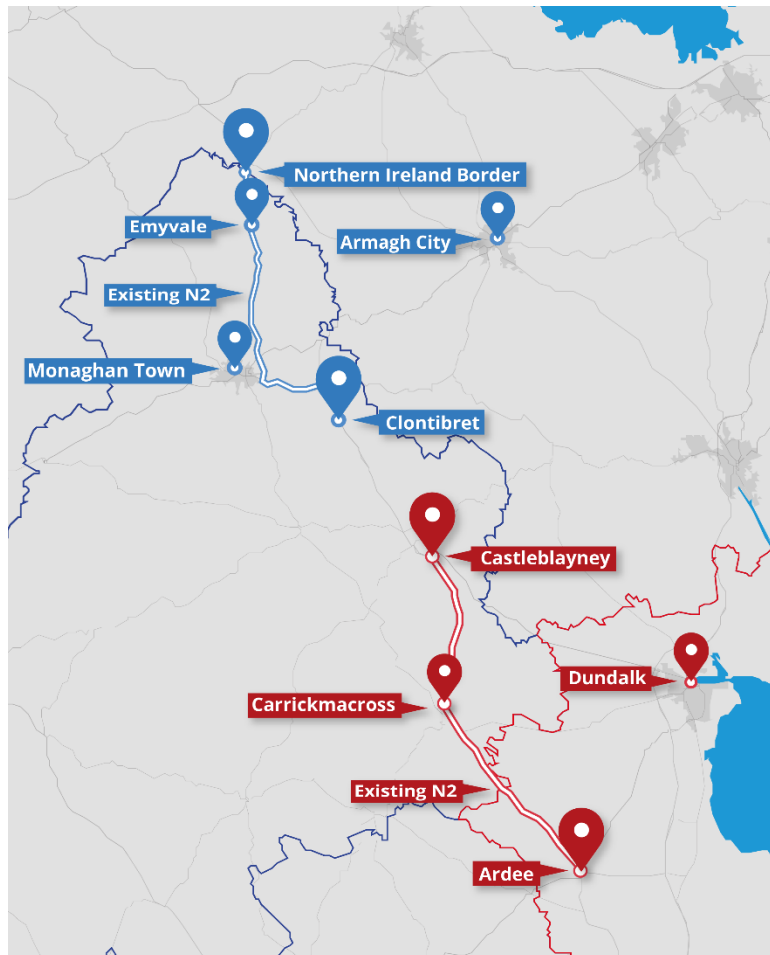 Northern Ireland Border
Emyvale
Armagh City
Existing N2
Monaghan Town
Clontibret
Castleblayney
Dundalk
Carrickmacross
Existing N2
Ardee